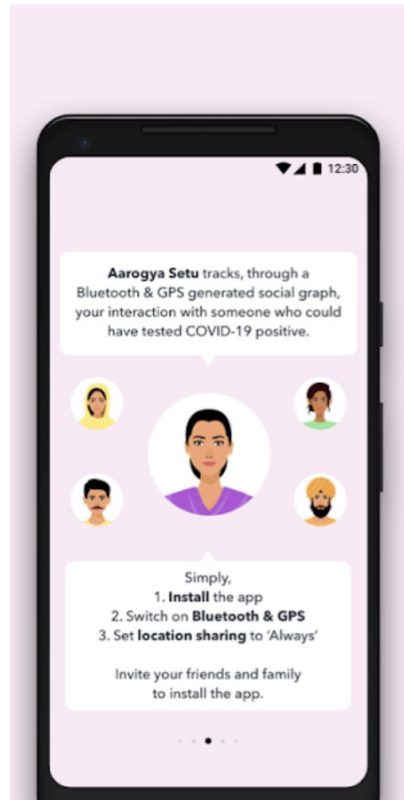 12:30
Aarogya Setu tracks, through a
Bluetooth & GPS generated social graph,
your interaction with someone who could
have tested COVID-19 positive.
Simply,
1. Install the app
2. Switch on Bluetooth & GPS
3. Set location sharing to ‘Always’
Invite your friends and family
to install the app.